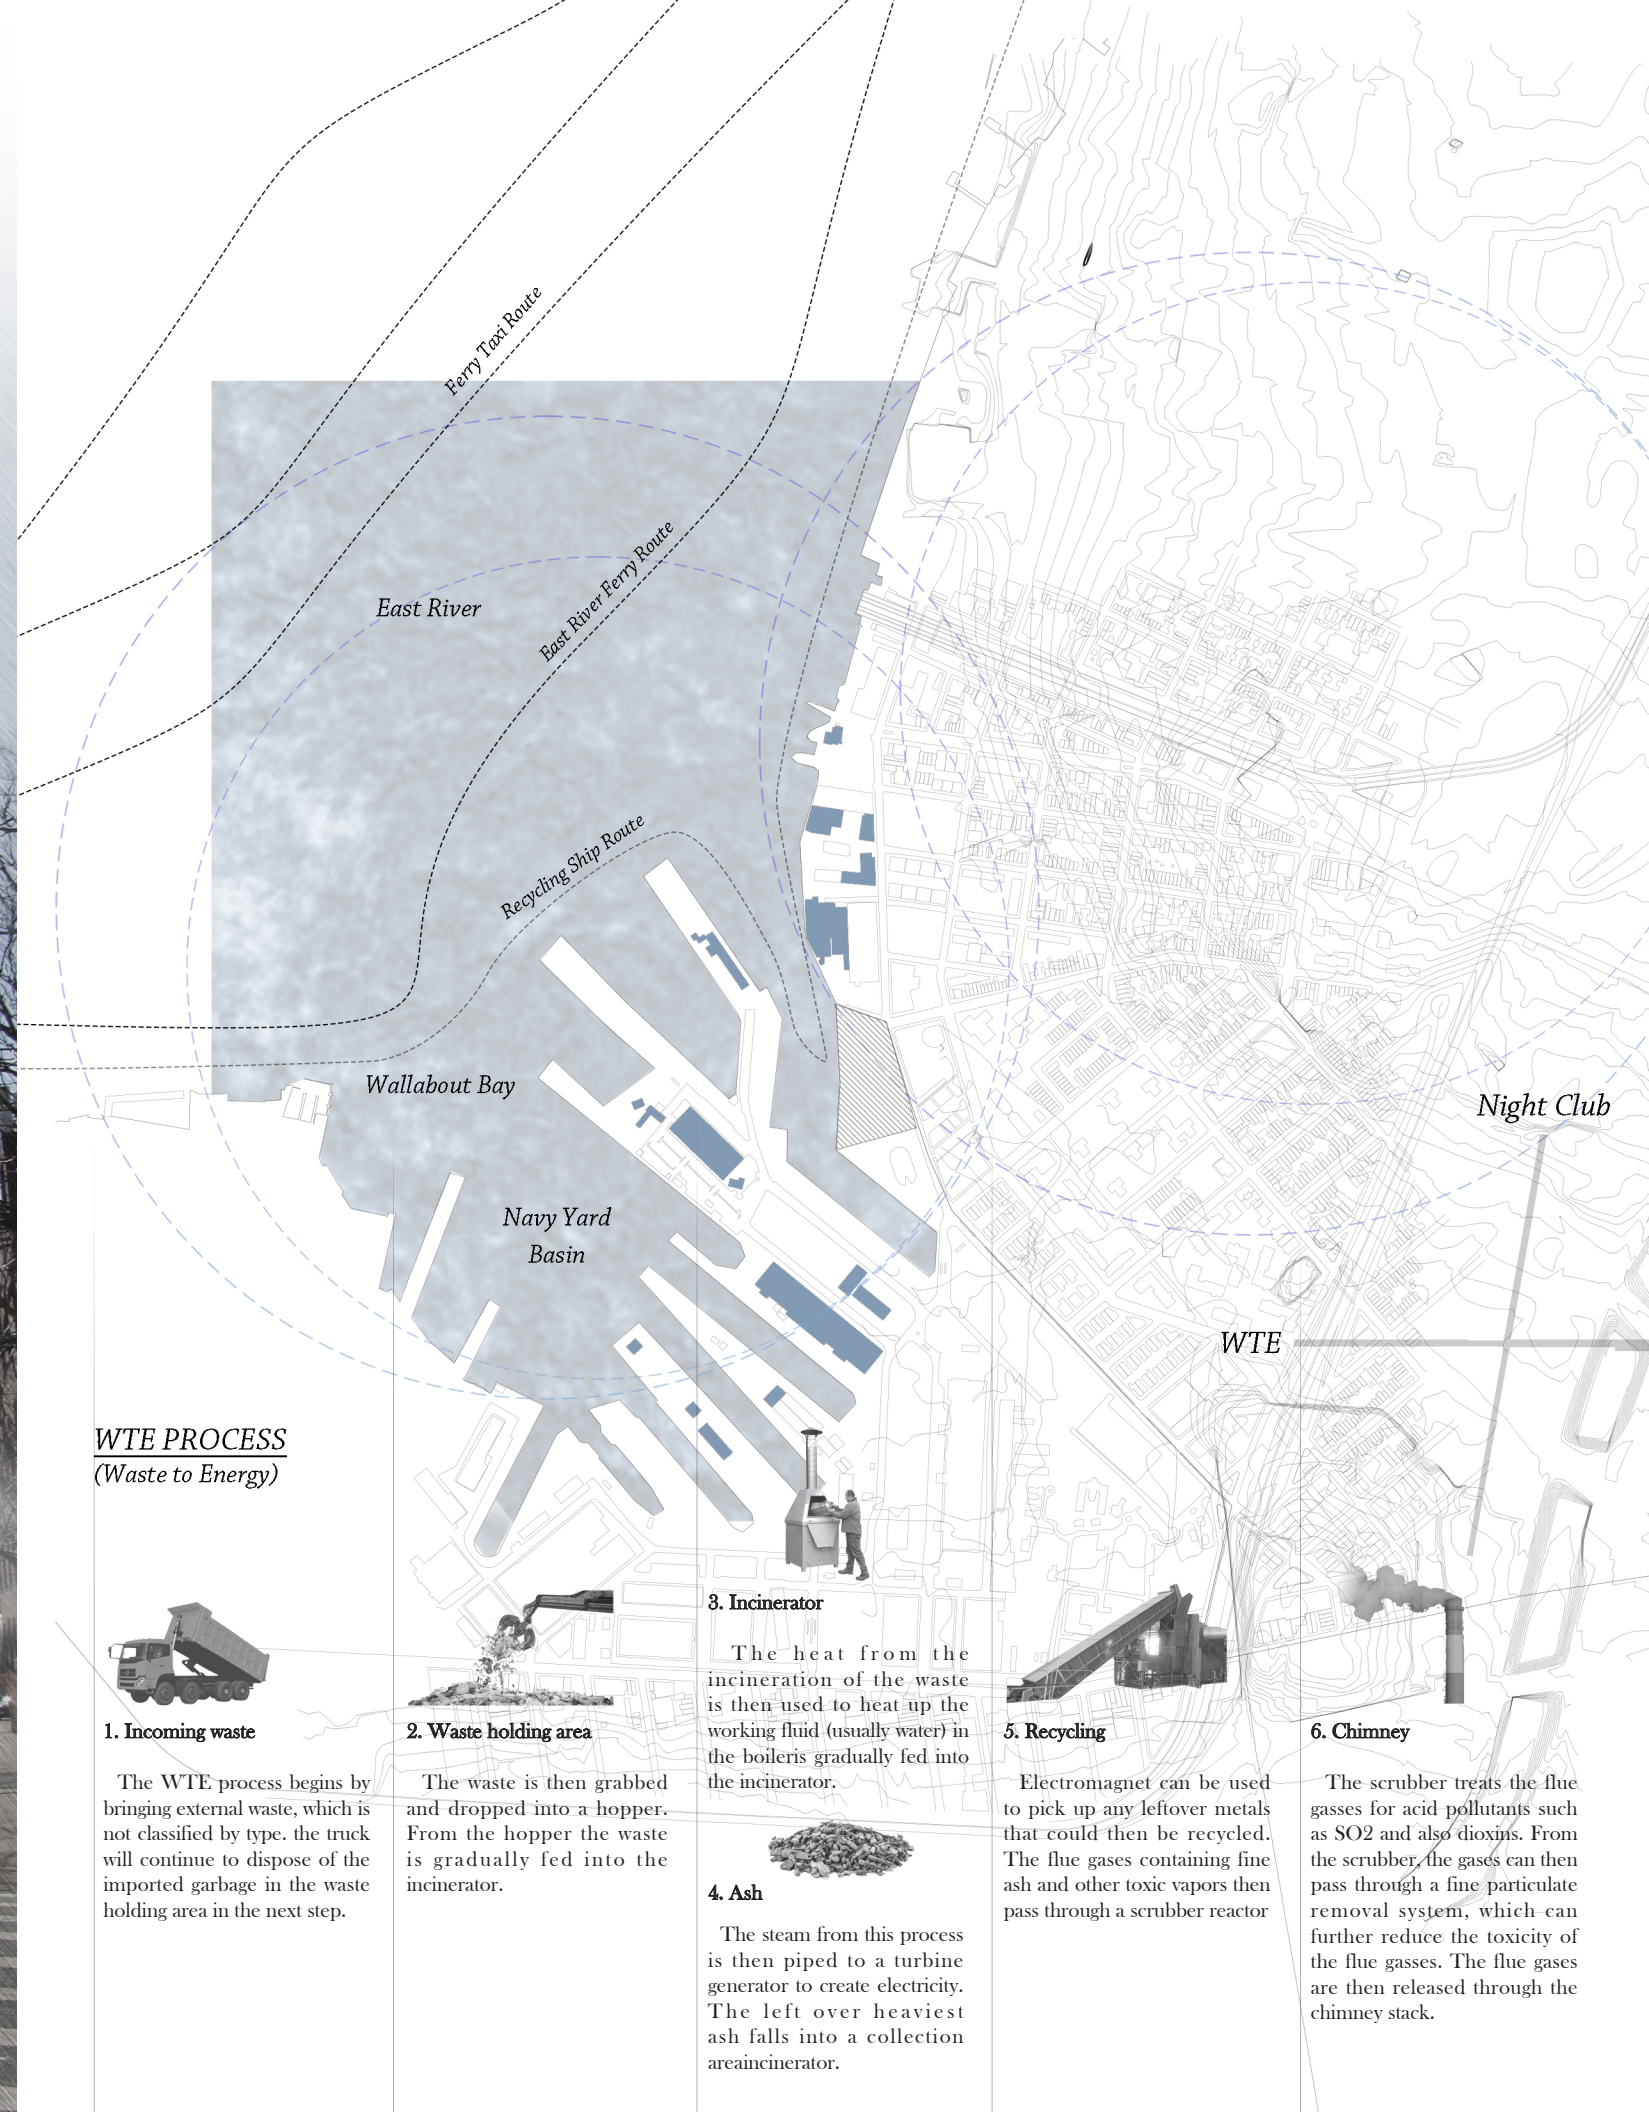 Ferry Taxi Route
East River Ferry Route
East River
Recycling Ship Route
Wallabout Bay
Night Club
Navy Yard
Basin
WTE
WTE PROCESS
(Waste to Energy)
1. Incoming waste
The WTE process begins by
bringing external waste, which is
not classified by type. the truck
will continue to dispose of the
imported garbage in the waste
holding area in the next step.
2. Waste holding area
The waste is then grabbed
and dropped into a hopper.
From the hopper the waste
is gradually fed into the
incinerator.
3. Incinerator
The heat from the
incineration of the waste
is then used to heat up the
working fluid (usually water) in
the boileris gradually fed into
the incinerator.
4. Ash
The steam from this process
is then piped to a turbine
generator to create electricity.
The left over heaviest
ash falls into a collection
areaincinerator.
5. Recycling
Electromagnet can be used
to pick up any leftover metals
that could then be recycled.
The flue gases containing fine
ash and other toxic vapors then
pass through a scrubber reactor
6. Chimney
The scrubber treats the flue
gasses for acid pollutants such
as SO2 and also dioxins. From
the scrubber, the gases can then
pass through a fine particulate
removal system, which can
further reduce the toxicity of
the flue gasses. The flue gases
are then released through the
chimney stack.